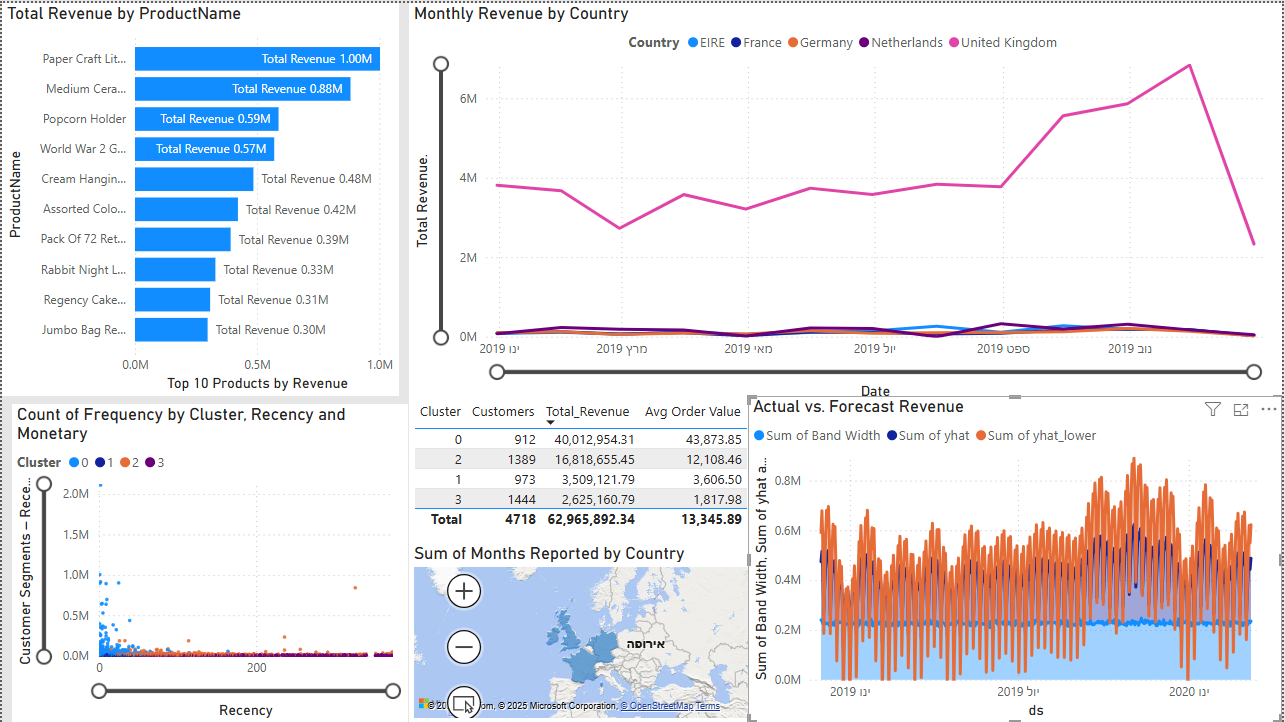 Total Revenue by ProductName
ProductName
Paper Craft Lit... Total Revenue 1.00M
Medium Cera... Total Revenue 0.88M
Popcorn Holder Total Revenue 0.59M
World War 2 G... Total Revenue 0.57M
Cream Hangin... Total Revenue 0.48M
Assorted Colo... Total Revenue 0.42M
Pack Of 72 Ret... Total Revenue 0.39M
Rabbit Night L... Total Revenue 0.33M
Regency Cake... Total Revenue 0.31M
Jumbo Bag Re... Total Revenue 0.30M
0.0M 0.5M 1.0M
Top 10 Products by Revenue
Monthly Revenue by Country
Country EIRE France Germany Netherlands United Kingdom
Total Revenue.
6M
4M
2M
0M
ינו 2019 מרץ 2019 מאי 2019 יול 2019 ספט 2019 נוב 2019
Date
Count of Frequency by Cluster, Recency and
Monetary
Cluster 0 1 2 3
Customer Segments – Rece...
2.0M
1.5M
1.0M
0.5M
0.0M
0 200
Recency
Cluster Customers Total_Revenue Avg Order Value
0 912 40,012,954.31 43,873.85
2 1389 16,818,655.45 12,108.46
1 973 3,509,121.79 3,606.50
3 1444 2,625,160.79 1,817.98
Total 4718 62,965,892.34 13,345.89
Sum of Months Reported by Country
אירופה
om, © 2025 Microsoft Corporation, © OpenStreetMap Terms
Actual vs. Forecast Revenue
Sum of Band Width Sum of yhat Sum of yhat_lower
Sum of Band Width, Sum of yhat a...
0.8M
0.6M
0.4M
0.2M
0.0M
ינו 2019 יול 2019 ינו 2020
ds